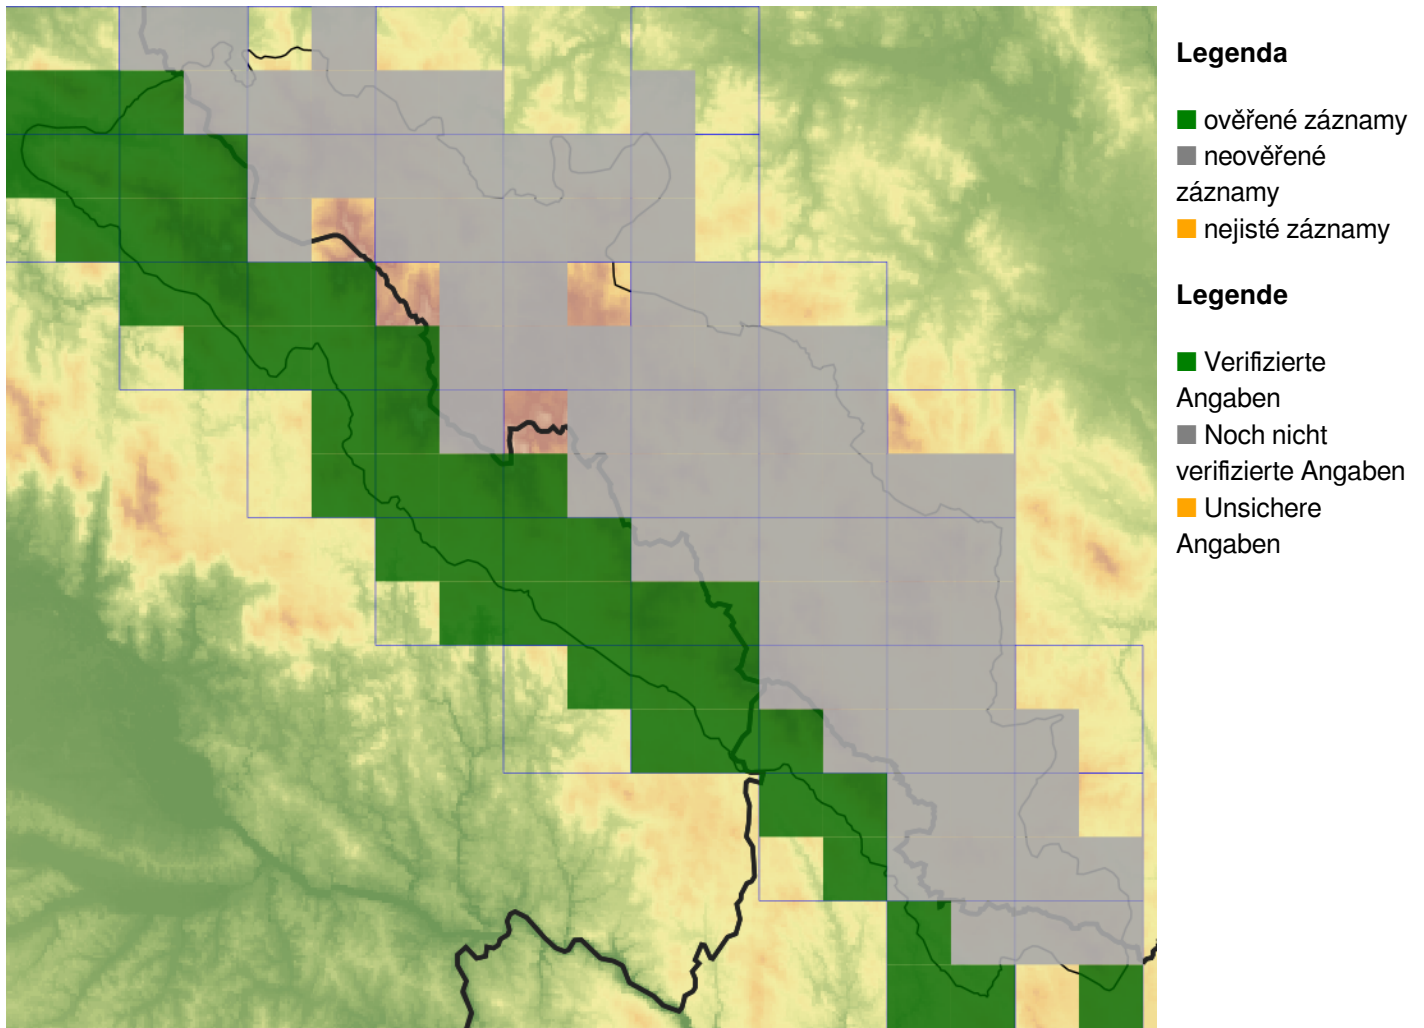 Legenda
ověřené záznamy
neověřené
záznamy
nejisté záznamy
Legende
Verifizierte
Angaben
Noch nicht
verifizierte Angaben
Unsichere
Angaben